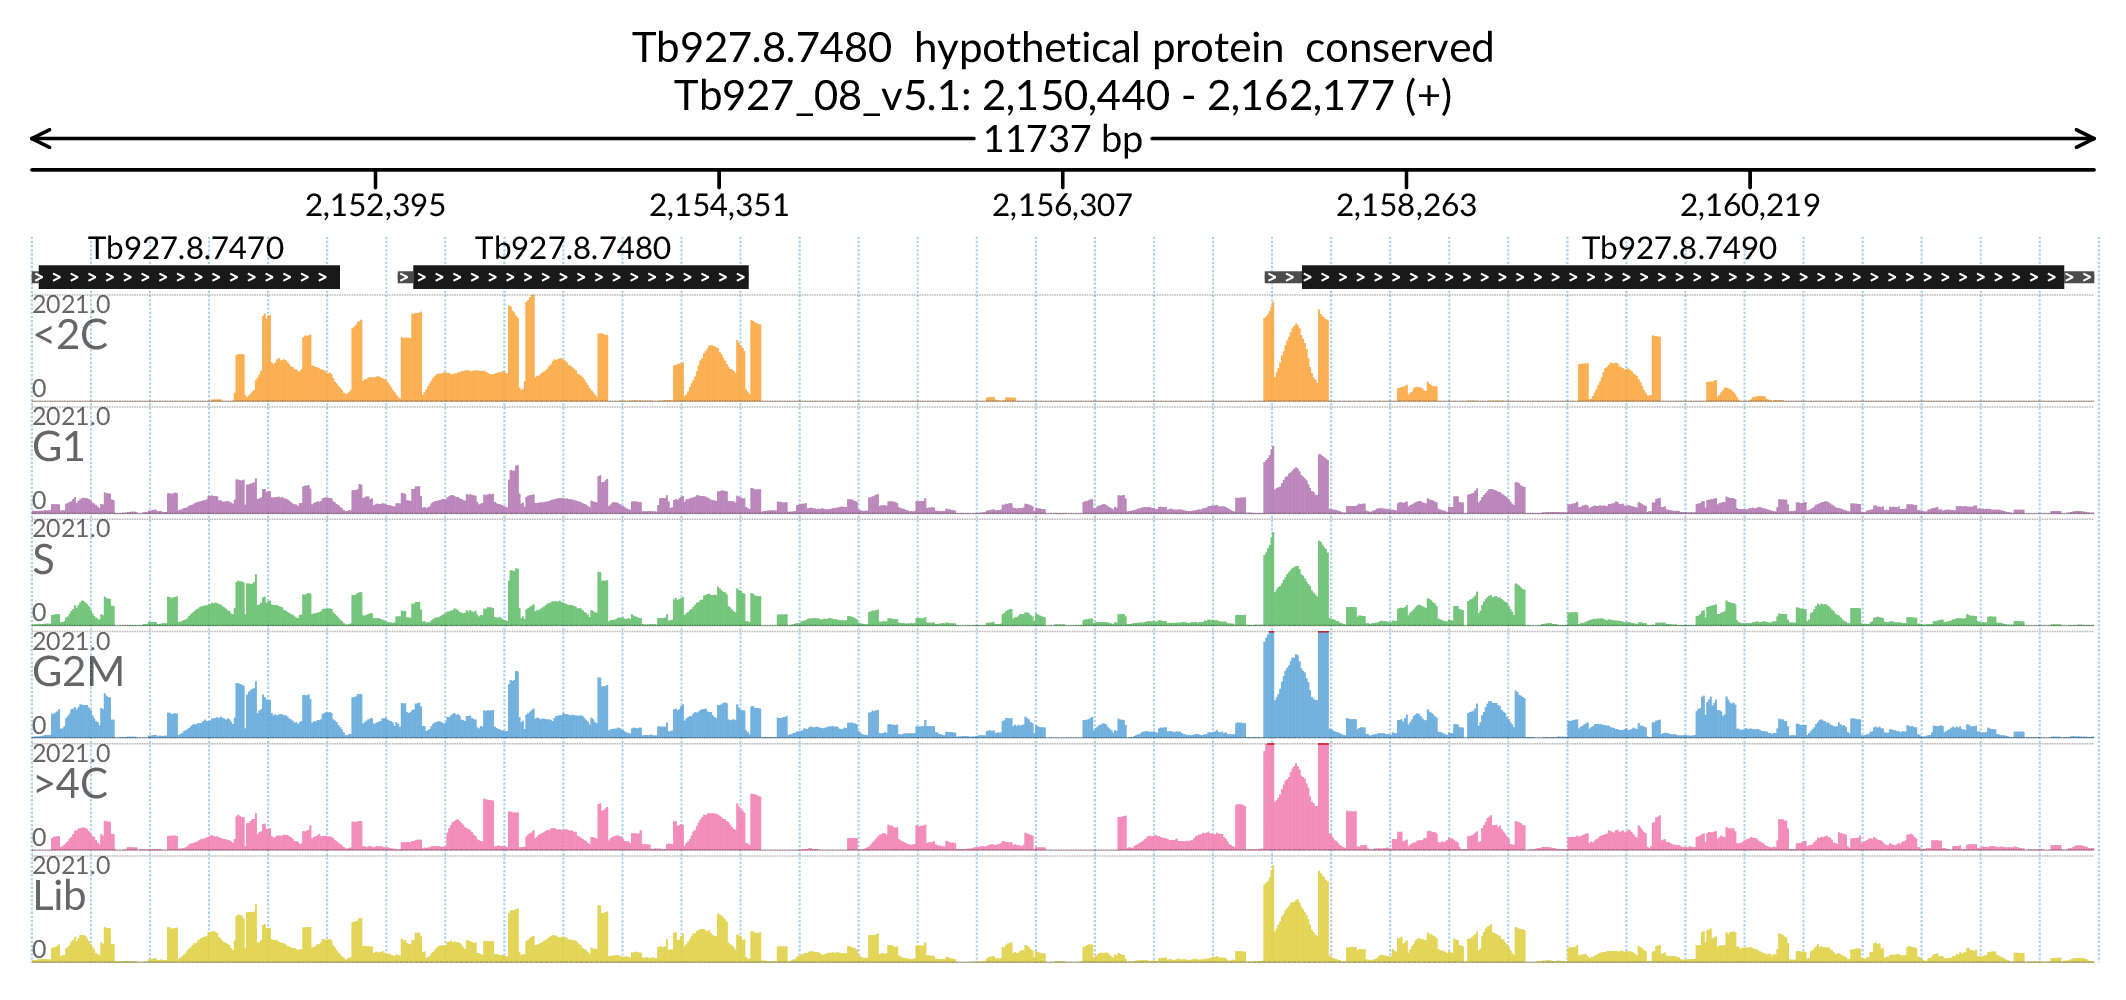 Tb927.8.7480  hypothetical protein  conserved
Tb927_08_v5.1: 2,150,440 - 2,162,177 (+)
11737 bp
2,152,395 2,154,351 2,156,307 2,158,263 2,160,219
Tb927.8.7470 Tb927.8.7480 Tb927.8.7490
2021.0
<2C
0
2021.0
G1
0
2021.0
S
0
2021.0
G2M
0
2021.0
>4C
0
2021.0
Lib
0